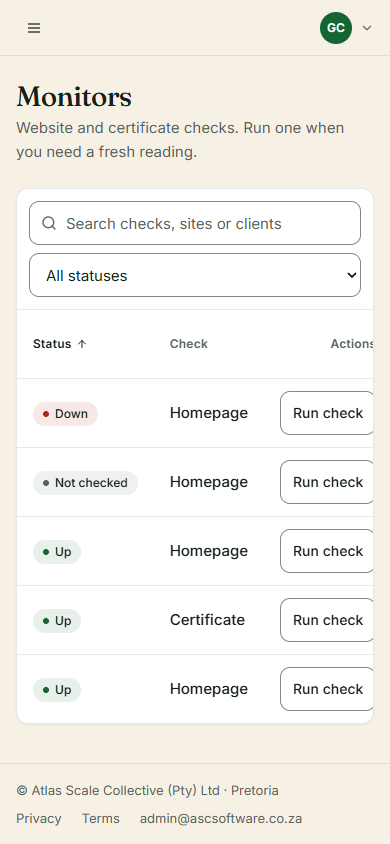 GC
Monitors
Website and certificate checks. Run one when
you need a fresh reading.
Search checks, sites or clients
All statuses
Status ↑ Check Actions
Down Homepage Run check
Not checked Homepage Run check
Up Homepage Run check
Up Certificate Run check
Up Homepage Run check
© Atlas Scale Collective (Pty) Ltd · Pretoria
Privacy Terms admin@ascsoftware.co.za